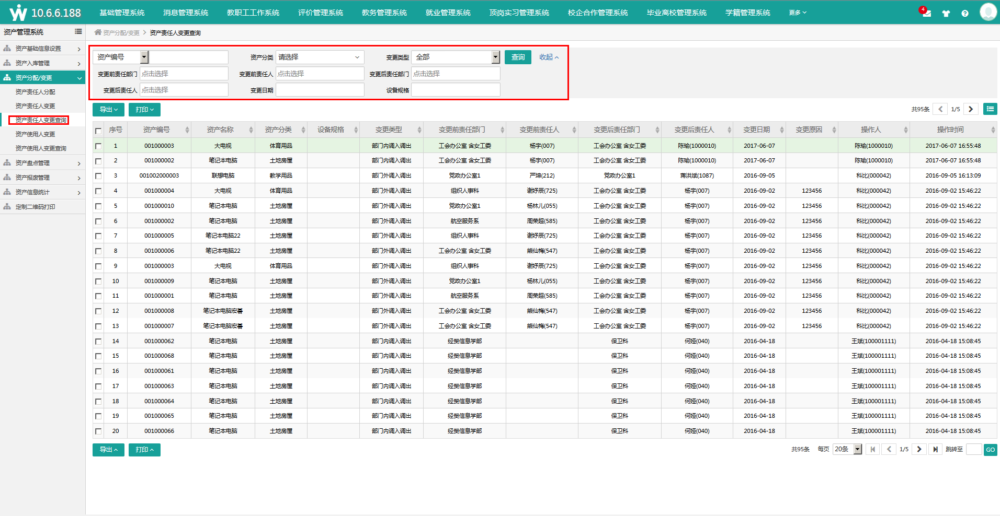 10.6.6.188 基础管理系统 消息管理系统 教职工工作系统 评价管理系统 教务管理系统 就业管理系统 顶岗实习管理系统 校企合作管理系统 毕业离校管理系统 学籍管理系统 更多 4
资产管理系统
资产分配/变更 > 资产责任人变更查询
资产基础信息设置
资产入库管理
资产分配/变更
资产责任人分配
资产责任人变更
资产责任人变更查询
资产使用人变更
资产使用人变更查询
资产盘点管理
资产报废管理
资产信息统计
定制二维码打印
资产编号 资产分类 请选择 变更类型 全部 查询 收起
变更前责任部门 点击选择 变更前责任人 点击选择 变更后责任部门 点击选择
变更后责任人 点击选择 变更日期 设备规格
导出 打印 共95条 1/5
序号 资产编号 资产名称 资产分类 设备规格 变更类型 变更前责任部门 变更前责任人 变更后责任部门 变更后责任人 变更日期 变更原因 操作人 操作时间
1 001000003 大电视 体育用品 部门内调入调出 工会办公室 含女工委 杨宇(007) 工会办公室 含女工委 陈瑜(1000010) 2017-06-07 陈瑜(1000010) 2017-06-07 16:55:48
2 001000002 笔记本电脑 土地房屋 部门内调入调出 工会办公室 含女工委 杨宇(007) 工会办公室 含女工委 陈瑜(1000010) 2017-06-07 陈瑜(1000010) 2017-06-07 16:55:48
3 001002000003 联想电脑 教学用品 部门外调入调出 党政办公室1 严坤(212) 党政办公室1 蒋洪斌(1087) 2016-09-05 科比(000042) 2016-09-05 16:13:09
4 001000004 大电视 体育用品 部门外调入调出 组织人事科 谢妤辰(725) 工会办公室 含女工委 杨宇(007) 2016-09-02 123456 科比(000042) 2016-09-02 15:46:22
5 001000010 笔记本电脑 土地房屋 部门外调入调出 党政办公室1 杨林儿(055) 工会办公室 含女工委 杨宇(007) 2016-09-02 123456 科比(000042) 2016-09-02 15:46:22
6 001000002 笔记本电脑 土地房屋 部门外调入调出 航空服务系 周荣超(585) 工会办公室 含女工委 杨宇(007) 2016-09-02 123456 科比(000042) 2016-09-02 15:46:22
7 001000005 笔记本电脑22 土地房屋 部门外调入调出 组织人事科 谢妤辰(725) 工会办公室 含女工委 杨宇(007) 2016-09-02 123456 科比(000042) 2016-09-02 15:46:22
8 001000006 笔记本电脑22 土地房屋 部门外调入调出 工会办公室 含女工委 熊仙梅(547) 工会办公室 含女工委 杨宇(007) 2016-09-02 123456 科比(000042) 2016-09-02 15:46:22
9 001000003 大电视 体育用品 部门外调入调出 组织人事科 谢妤辰(725) 工会办公室 含女工委 杨宇(007) 2016-09-02 123456 科比(000042) 2016-09-02 15:46:22
10 001000009 笔记本电脑 土地房屋 部门外调入调出 党政办公室1 杨林儿(055) 工会办公室 含女工委 杨宇(007) 2016-09-02 123456 科比(000042) 2016-09-02 15:46:22
11 001000001 笔记本电脑 土地房屋 部门外调入调出 航空服务系 周荣超(585) 工会办公室 含女工委 杨宇(007) 2016-09-02 123456 科比(000042) 2016-09-02 15:46:22
12 001000008 笔记本电脑宏碁 土地房屋 部门外调入调出 工会办公室 含女工委 熊仙梅(547) 工会办公室 含女工委 杨宇(007) 2016-09-02 123456 科比(000042) 2016-09-02 15:46:22
13 001000007 笔记本电脑宏碁 土地房屋 部门外调入调出 工会办公室 含女工委 熊仙梅(547) 工会办公室 含女工委 杨宇(007) 2016-09-02 123456 科比(000042) 2016-09-02 15:46:22
14 001000062 笔记本电脑 土地房屋 部门内调入调出 经贸信息学部 保卫科 何娅(040) 2016-04-18 王斌(100001111) 2016-04-18 15:08:45
15 001000068 笔记本电脑 土地房屋 部门内调入调出 经贸信息学部 保卫科 何娅(040) 2016-04-18 王斌(100001111) 2016-04-18 15:08:45
16 001000061 笔记本电脑 土地房屋 部门内调入调出 经贸信息学部 保卫科 何娅(040) 2016-04-18 王斌(100001111) 2016-04-18 15:08:45
17 001000063 笔记本电脑 土地房屋 部门内调入调出 经贸信息学部 保卫科 何娅(040) 2016-04-18 王斌(100001111) 2016-04-18 15:08:45
18 001000064 笔记本电脑 土地房屋 部门内调入调出 经贸信息学部 保卫科 何娅(040) 2016-04-18 王斌(100001111) 2016-04-18 15:08:45
19 001000065 笔记本电脑 土地房屋 部门内调入调出 经贸信息学部 保卫科 何娅(040) 2016-04-18 王斌(100001111) 2016-04-18 15:08:45
20 001000066 笔记本电脑 土地房屋 部门内调入调出 经贸信息学部 保卫科 何娅(040) 2016-04-18 王斌(100001111) 2016-04-18 15:08:45
导出 打印 共95条 每页 20条 1/5 跳转至 GO